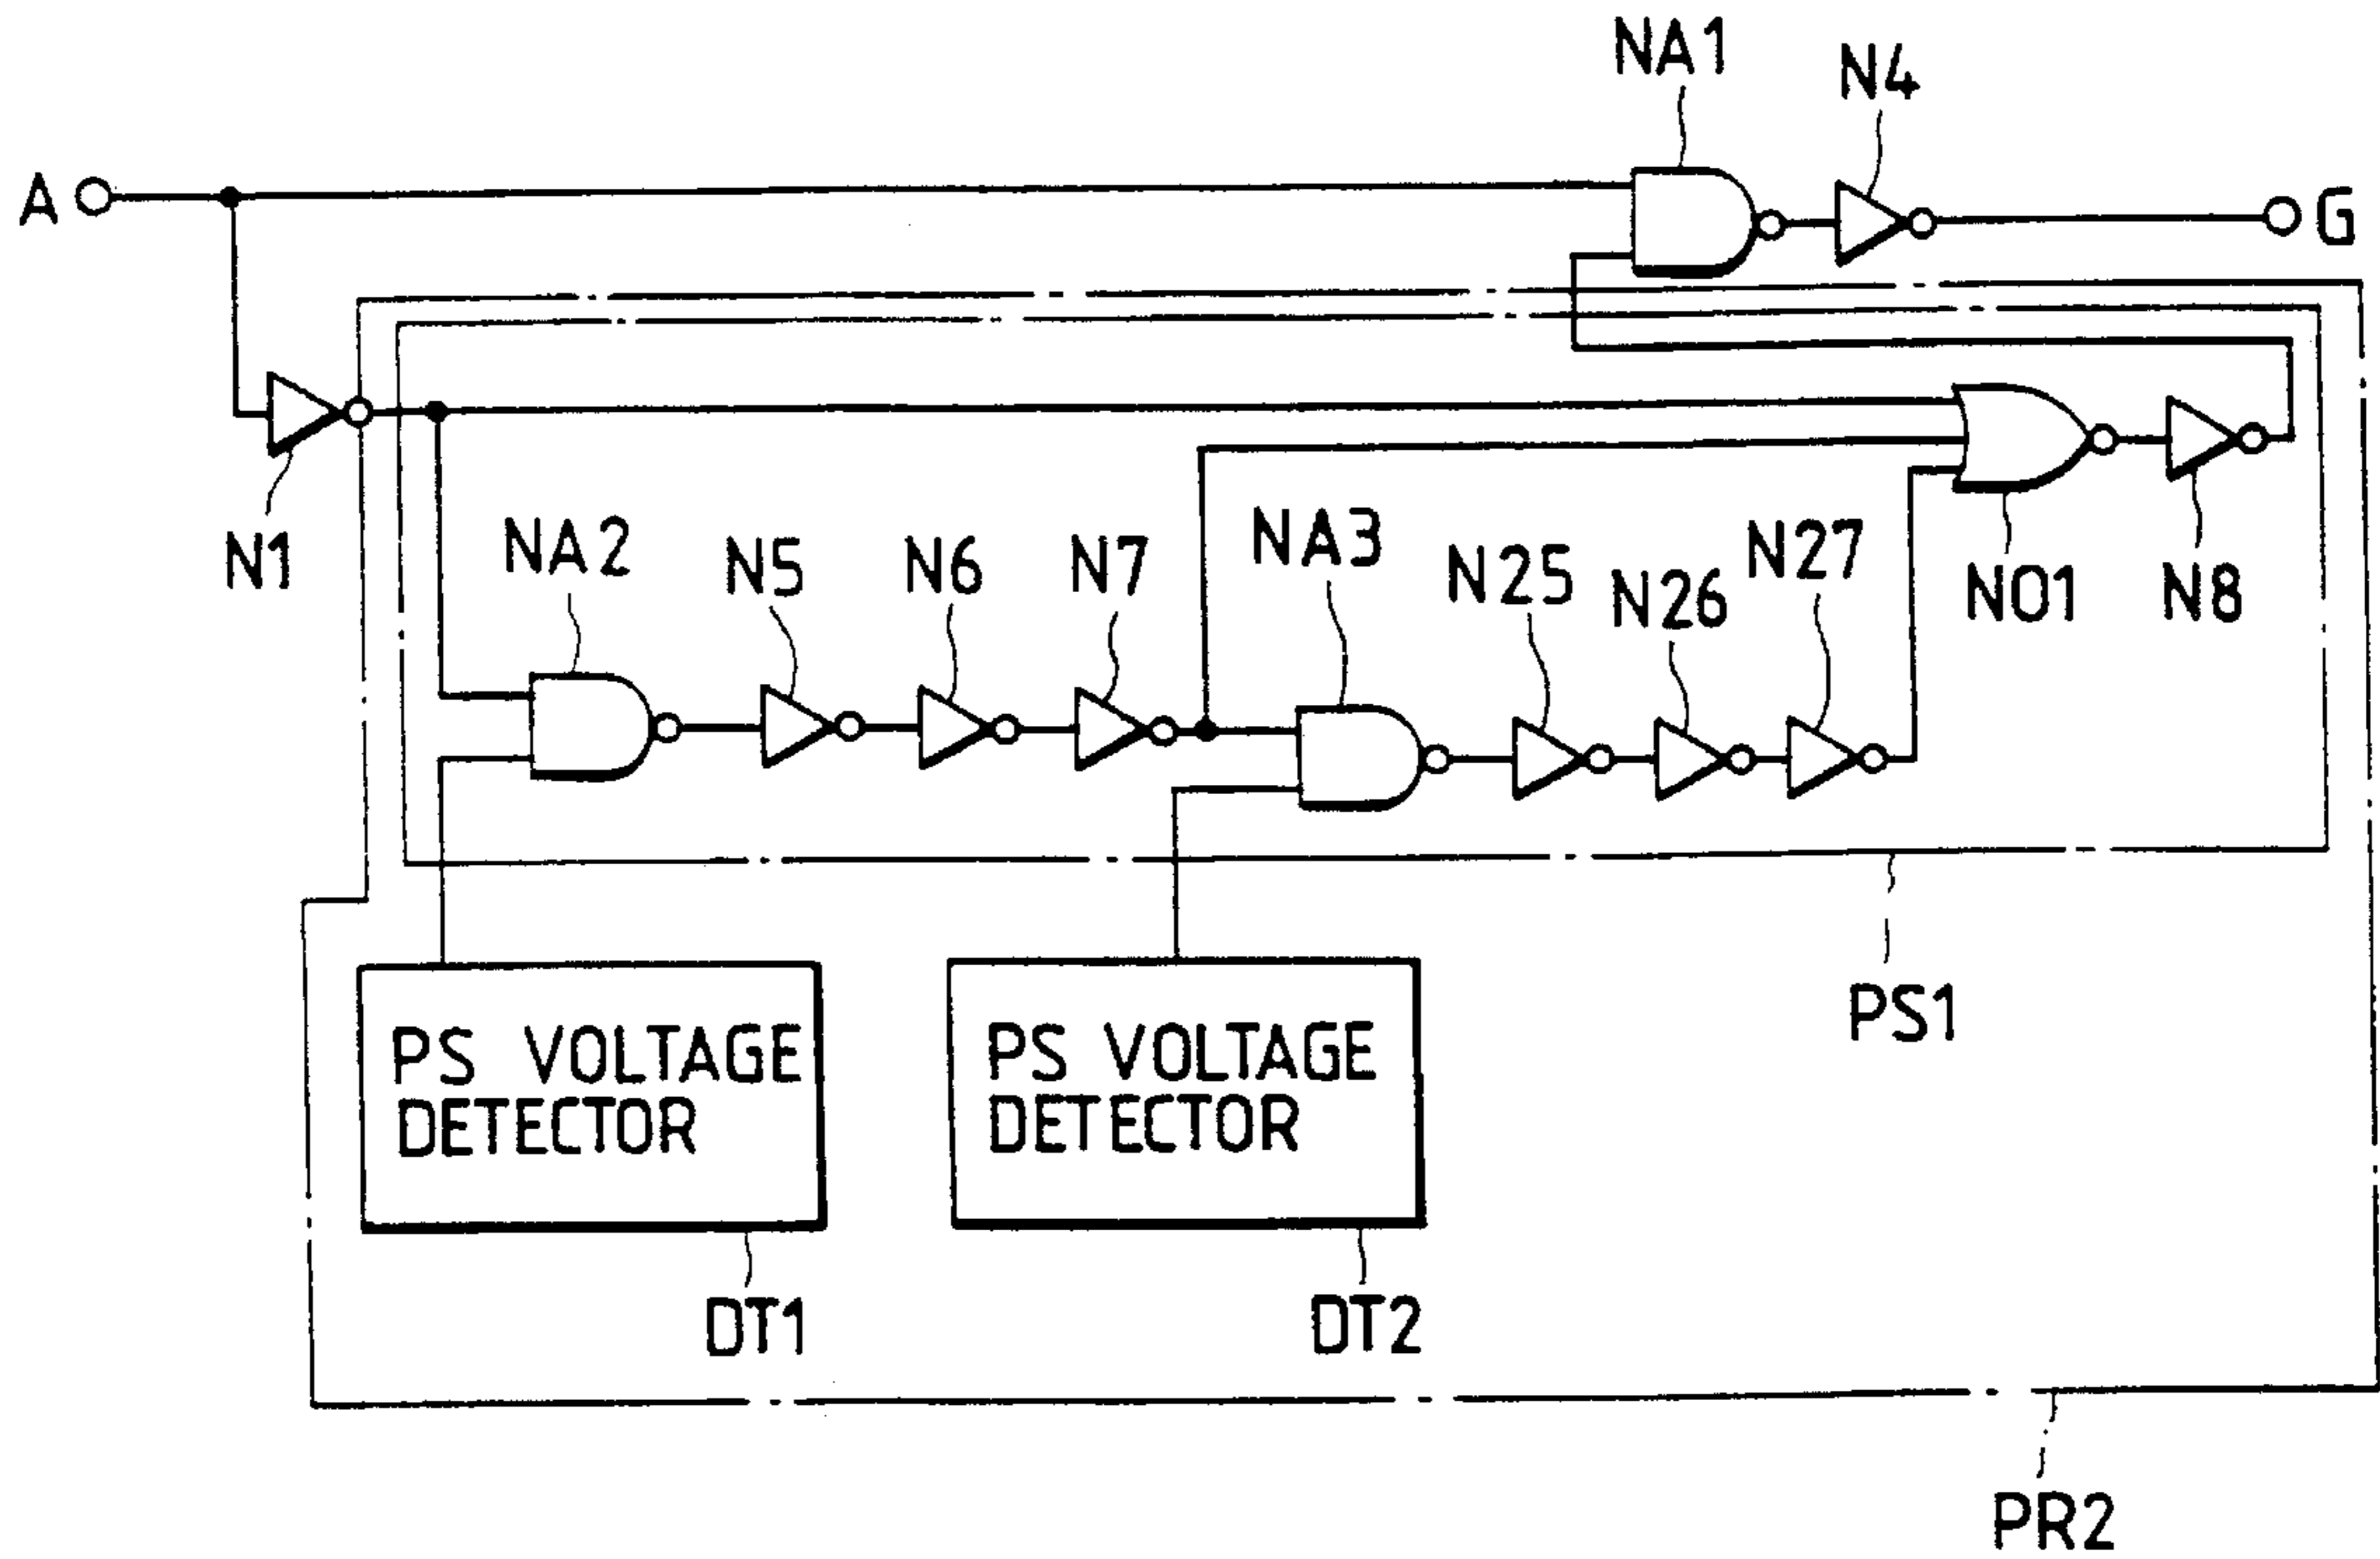 NA1
N4
A
G
N1
NA2
N5
N6
N7
NA3
N25
N26
N27
NO1
N8
PS VOLTAGE
DETECTOR
PS VOLTAGE
DETECTOR
PS1
DT1
DT2
PR2